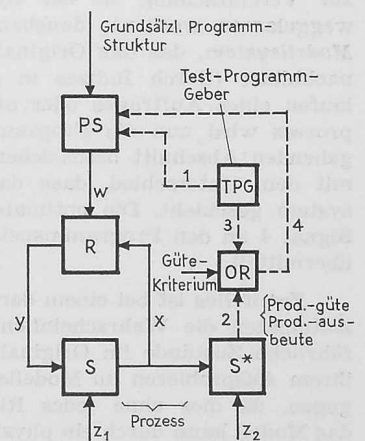 Grundsätzl. Programm-
Struktur
Test-Programm-
Geber
PS
1
TPG
4
w
3
R
Güte-
Kriterium
OR
y
x
2
Prod.-güte
Prod.-Aus-
beute
S
S*
z1
Prozess
z2